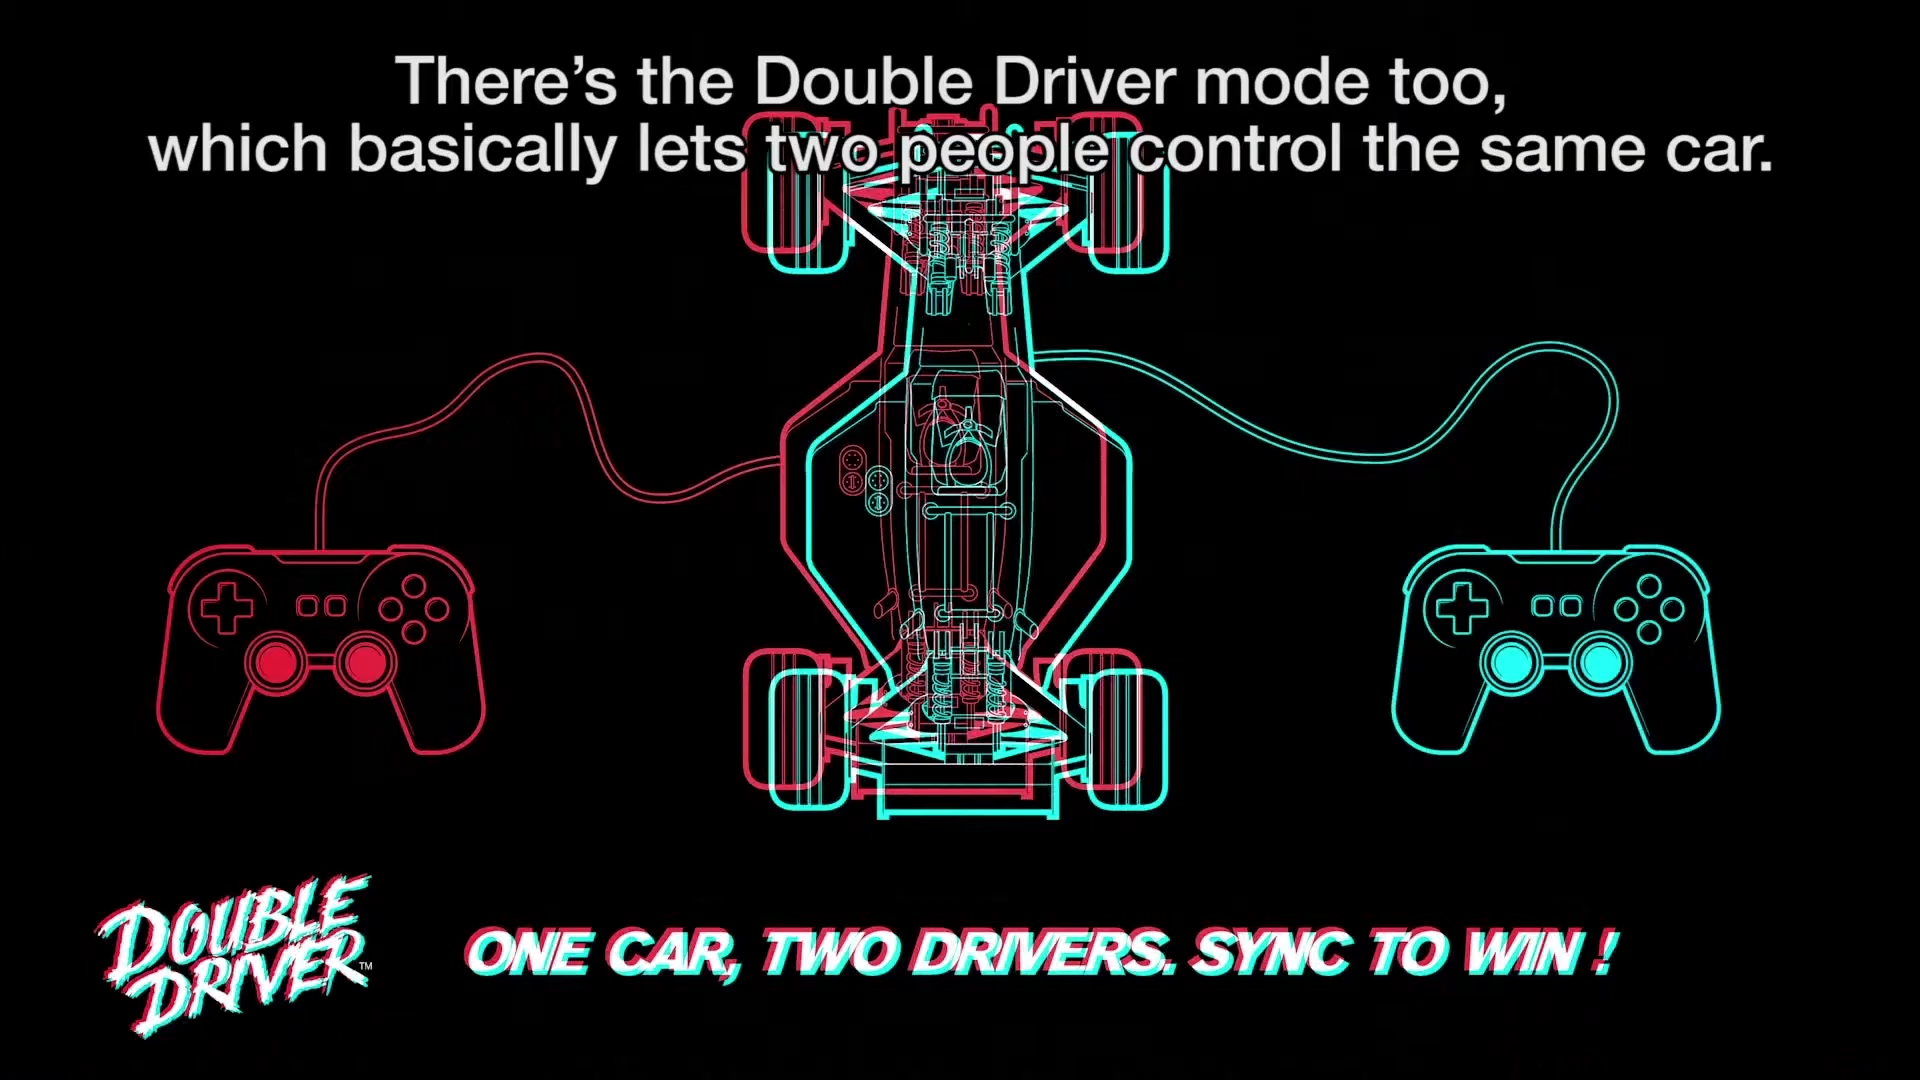 There’s the Double Driver mode too,
which basically lets two people control the same car.
DOUBLE
DRIVER™
ONE CAR, TWO DRIVERS. SYNC TO WIN !